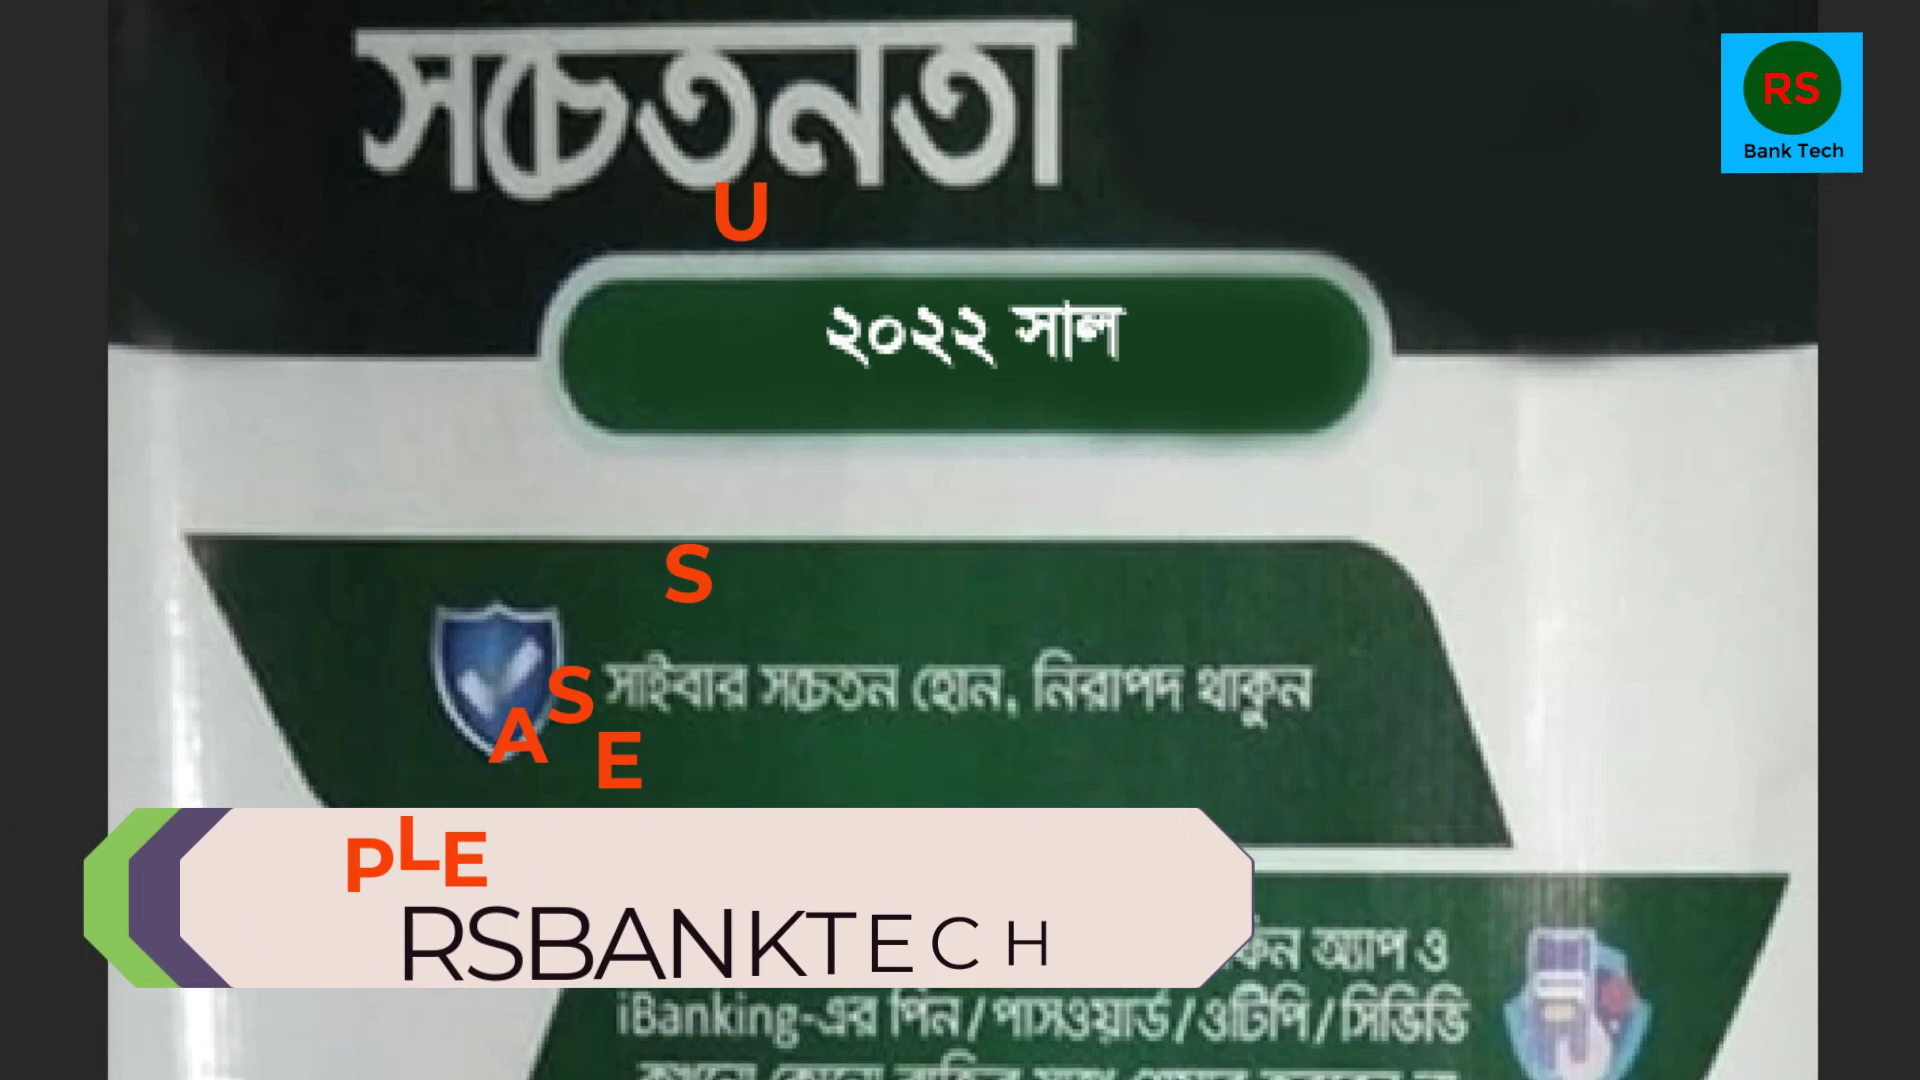 সচেতনতা
RS
Bank Tech
U
২০২২ সাল
S
সাইবার সচেতন হোন, নিরাপদ থাকুন
S
A
E
PLE
RSBANKTECH
অ্যাপ ও
iBanking-এর পিন/পাসওয়ার্ড/ওটিপি/সিভিভি